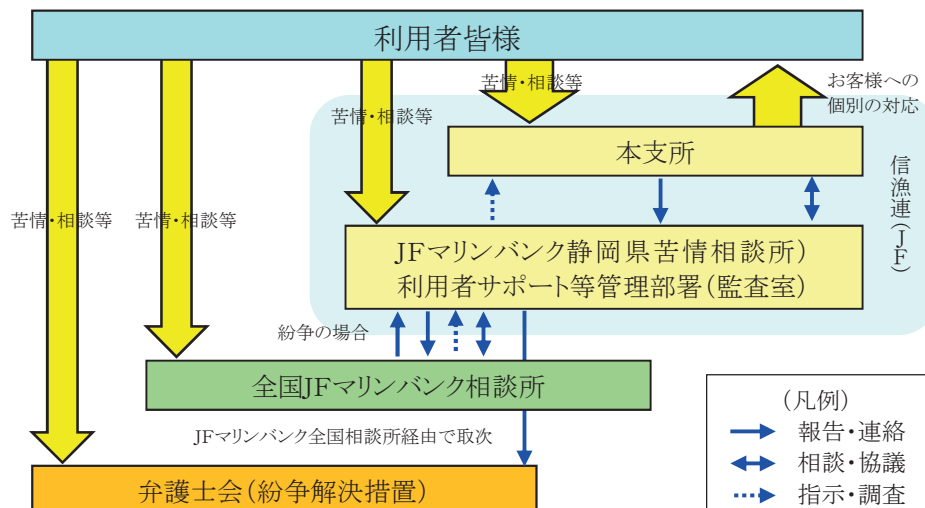 利用者皆様
苦情・相談等
お客様への
個別の対応
苦情・相談等
本支所
信漁連(JF)
苦情・相談等
苦情・相談等
JFマリンバンク静岡県苦情相談所)
利用者サポート等管理部署(監査室)
紛争の場合
全国JFマリンバンク相談所
(凡例)
報告・連絡
相談・協議
指示・調査
JFマリンバンク全国相談所経由で取次
弁護士会(紛争解決措置)